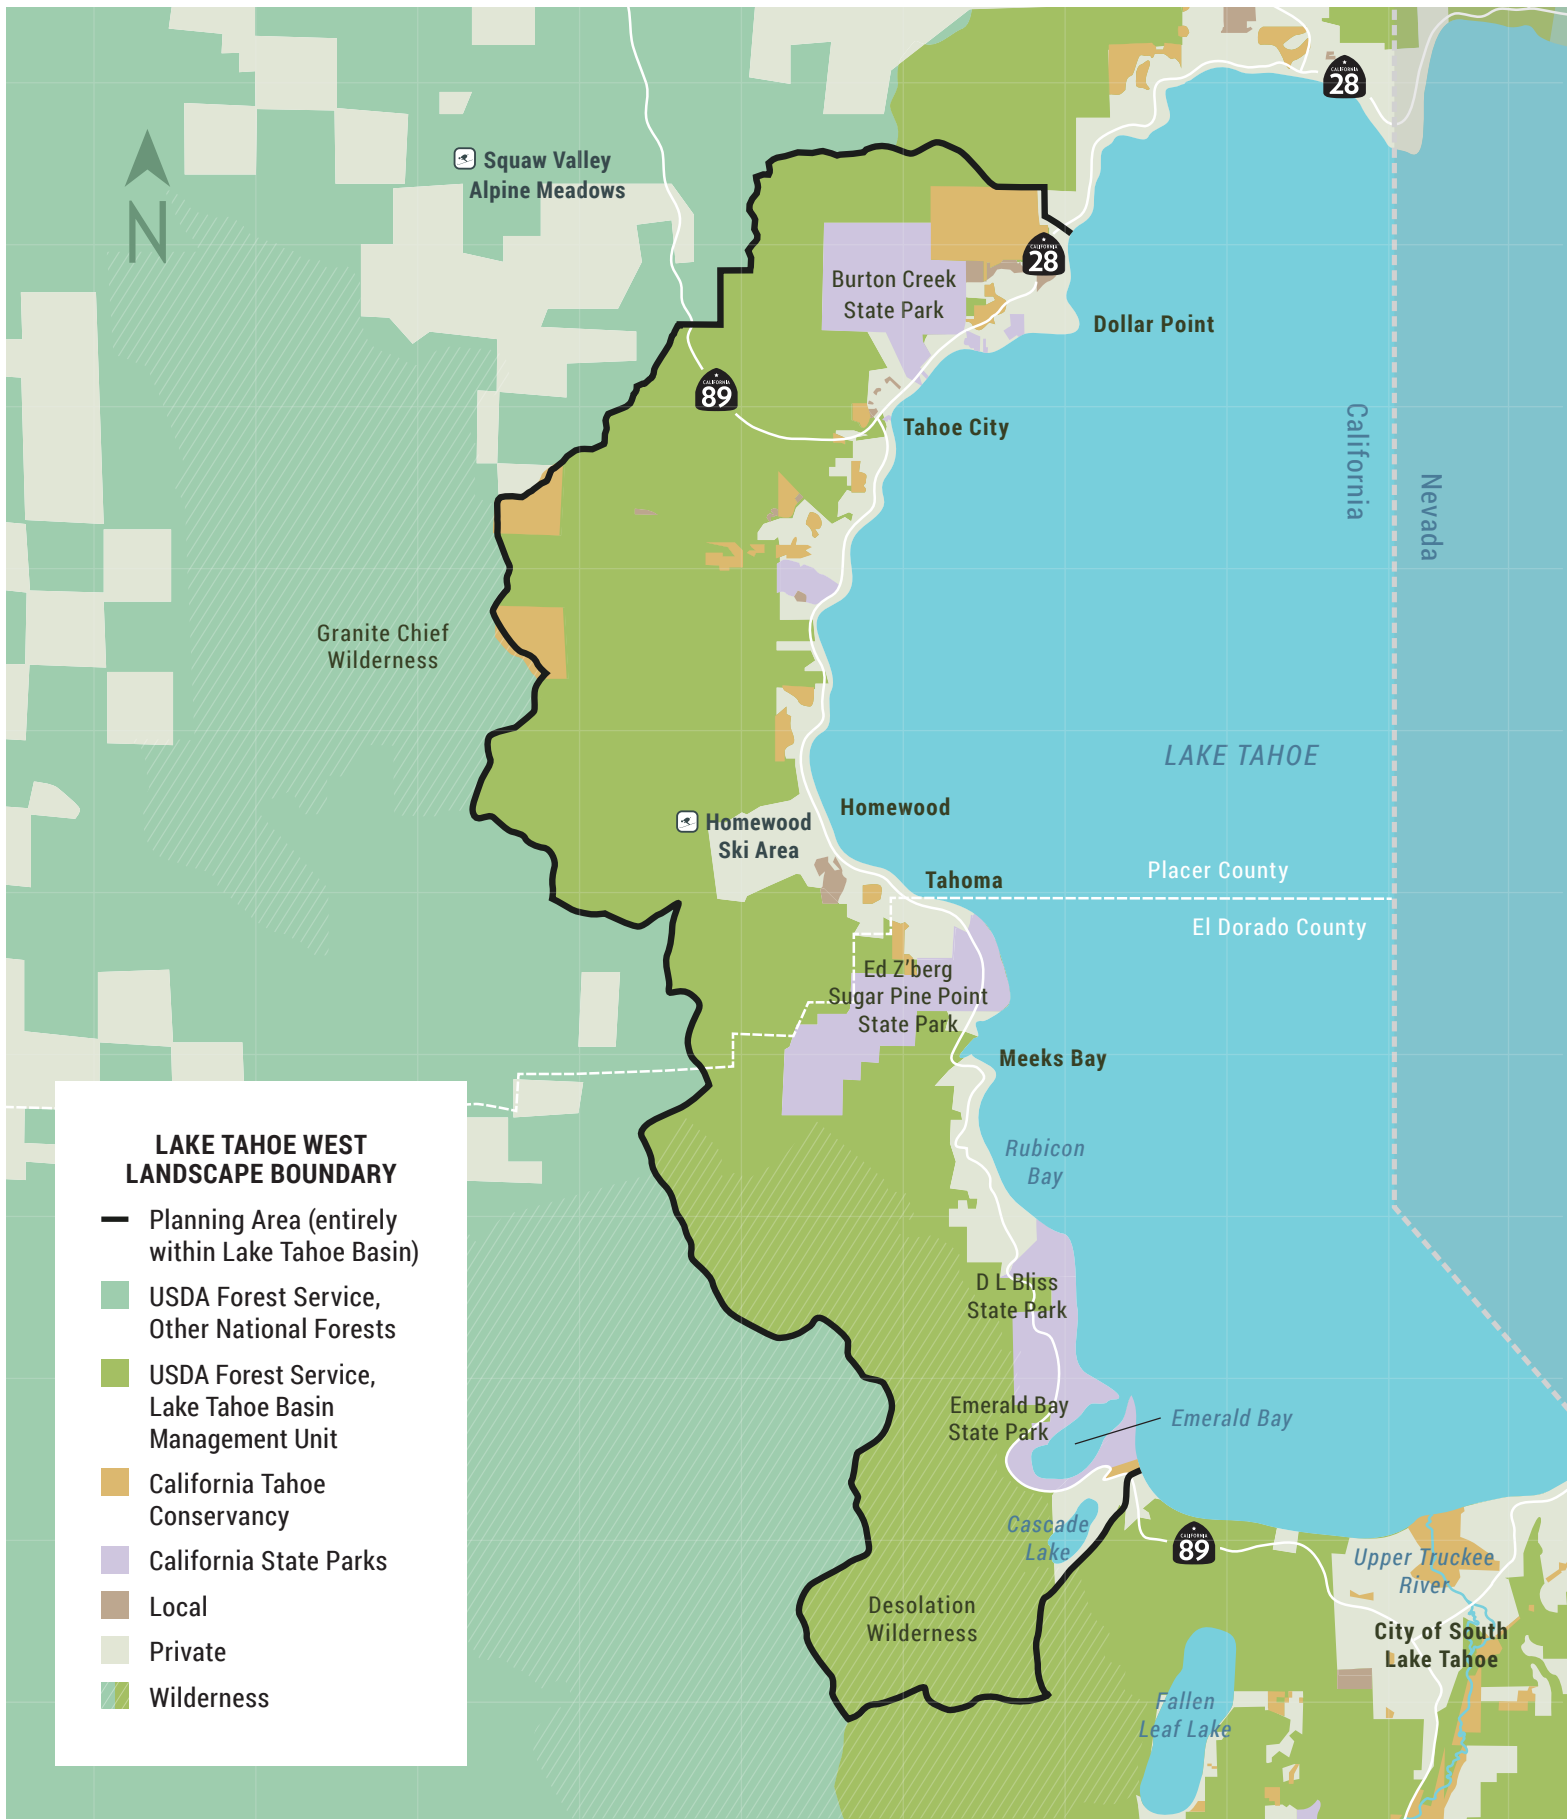 CALIFORNIA
28
N
Squaw Valley
Alpine Meadows
CALIFORNIA
28
Burton Creek
State Park
Dollar Point
CALIFORNIA
89
Tahoe City
California
Nevada
Granite Chief
Wilderness
LAKE TAHOE
Homewood
Homewood
Ski Area
Tahoma
Placer County
El Dorado County
Ed Z'berg
Sugar Pine Point
State Park
Meeks Bay
Rubicon
Bay
D L Bliss
State Park
Emerald Bay
State Park
Emerald Bay
Cascade
Lake
CALIFORNIA
89
Upper Truckee
River
City of South
Lake Tahoe
Desolation
Wilderness
Fallen
Leaf Lake
LAKE TAHOE WEST
LANDSCAPE BOUNDARY
Planning Area (entirely
within Lake Tahoe Basin)
USDA Forest Service,
Other National Forests
USDA Forest Service,
Lake Tahoe Basin
Management Unit
California Tahoe
Conservancy
California State Parks
Local
Private
Wilderness